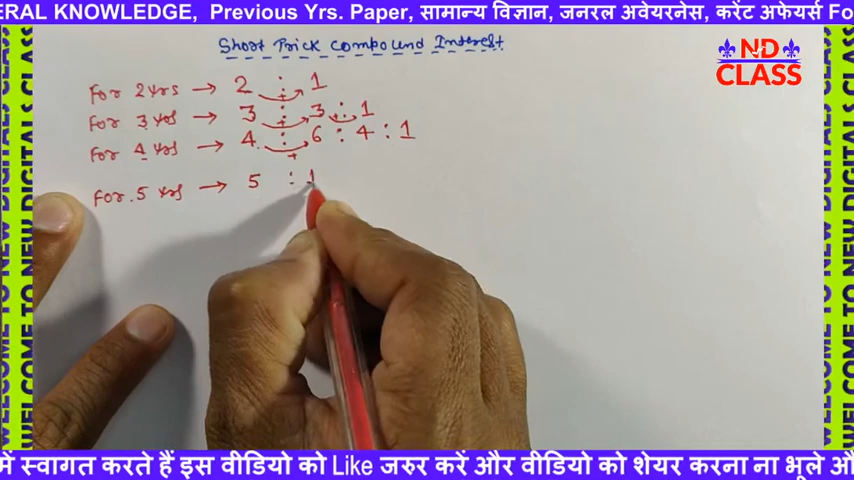 ERAL KNOWLEDGE, Previous Yrs. Paper, सामान्य विज्ञान, जनरल अवेयरनेस, करेंट अफेयर्स Fo
Short Trick Compound Interest
ND
CLASS
For 2 yrs → 2 : 1
For 3 yrs → 3 : 3 : 1
For 4 yrs → 4 : 6 : 4 : 1
For 5 yrs → 5 : 1
में स्वागत करते हैं इस वीडियो को Like जरुर करें और वीडियो को शेयर करना ना भूले औ